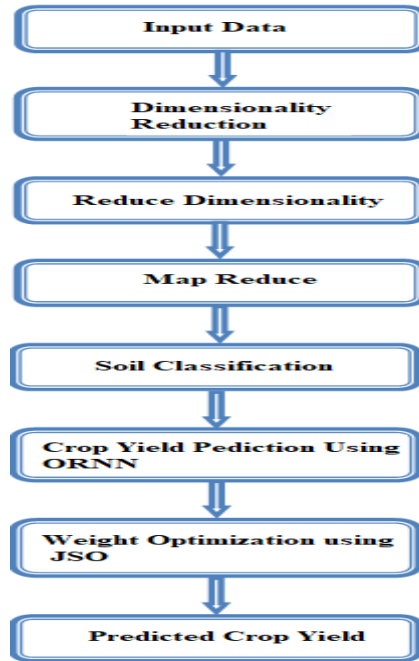 Input Data
Dimensionality
Reduction
Reduce Dimensionality
Map Reduce
Soil Classification
Crop Yield Pediction Using
ORNN
Weight Optimization using
JSO
Predicted Crop Yield